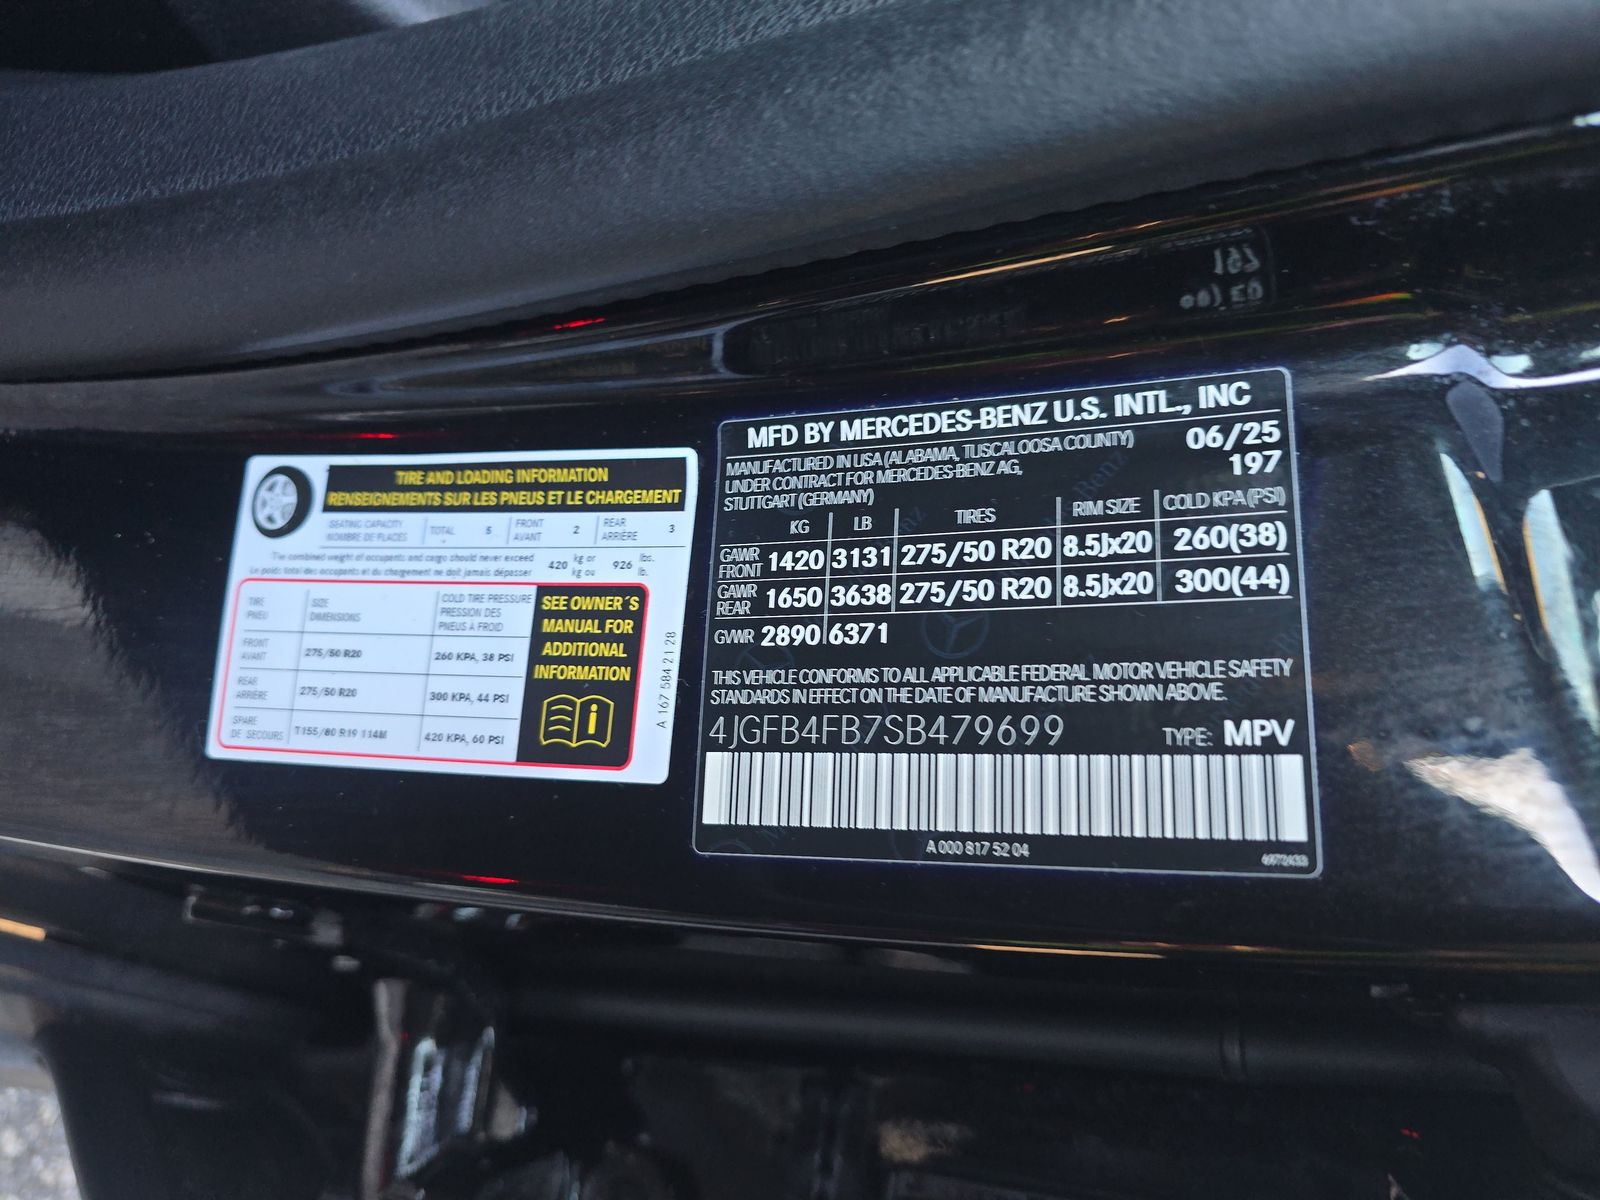 TIRE AND LOADING INFORMATION
RENSEIGNEMENTS SUR LES PNEUS ET LE CHARGEMENT
SEATING CAPACITY
NOMBRE DE PLACES
TOTAL 5
FRONT
AVANT
2
REAR
ARRIÈRE
3
The combined weight of occupants and cargo should never exceed 420 kg or 926 lbs.
Le poids total des occupants et du chargement ne doit jamais dépasser kg ou lb.
TIRE
PNEU
SIZE
DIMENSIONS
COLD TIRE PRESSURE
PRESSION DES
PNEUS À FROID
FRONT
AVANT
275/50 R20
260 KPA, 38 PSI
REAR
ARRIÈRE
275/50 R20
300 KPA, 44 PSI
SPARE
DE SECOURS
T155/80 R19 114M
420 KPA, 60 PSI
SEE OWNER´S
MANUAL FOR
ADDITIONAL
INFORMATION
A 167 584 21 28
MFD BY MERCEDES-BENZ U.S. INTL., INC
MANUFACTURED IN USA (ALABAMA, TUSCALOOSA COUNTY) 06/25
UNDER CONTRACT FOR MERCEDES-BENZ AG, 197
STUTTGART (GERMANY)
KG LB TIRES RIM SIZE COLD KPA (PSI)
GAWR
FRONT
1420 3131 275/50 R20 8.5Jx20 260(38)
GAWR
REAR
1650 3638 275/50 R20 8.5Jx20 300(44)
GVWR 2890 6371
THIS VEHICLE CONFORMS TO ALL APPLICABLE FEDERAL MOTOR VEHICLE SAFETY
STANDARDS IN EFFECT ON THE DATE OF MANUFACTURE SHOWN ABOVE.
4JGFB4FB7SB479699 TYPE: MPV
A 000 817 52 04